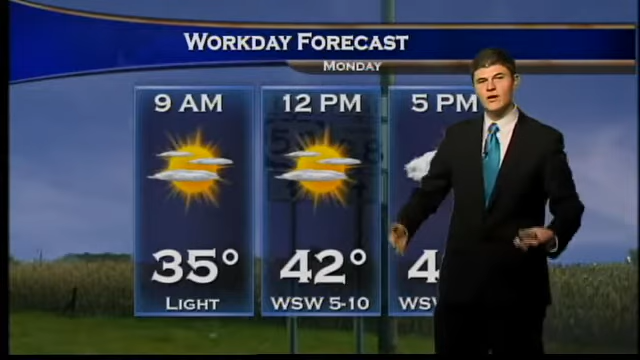 WORKDAY FORECAST
MONDAY
9 AM
12 PM
5 PM
35°
42°
4
LIGHT
WSW 5-10
WSW